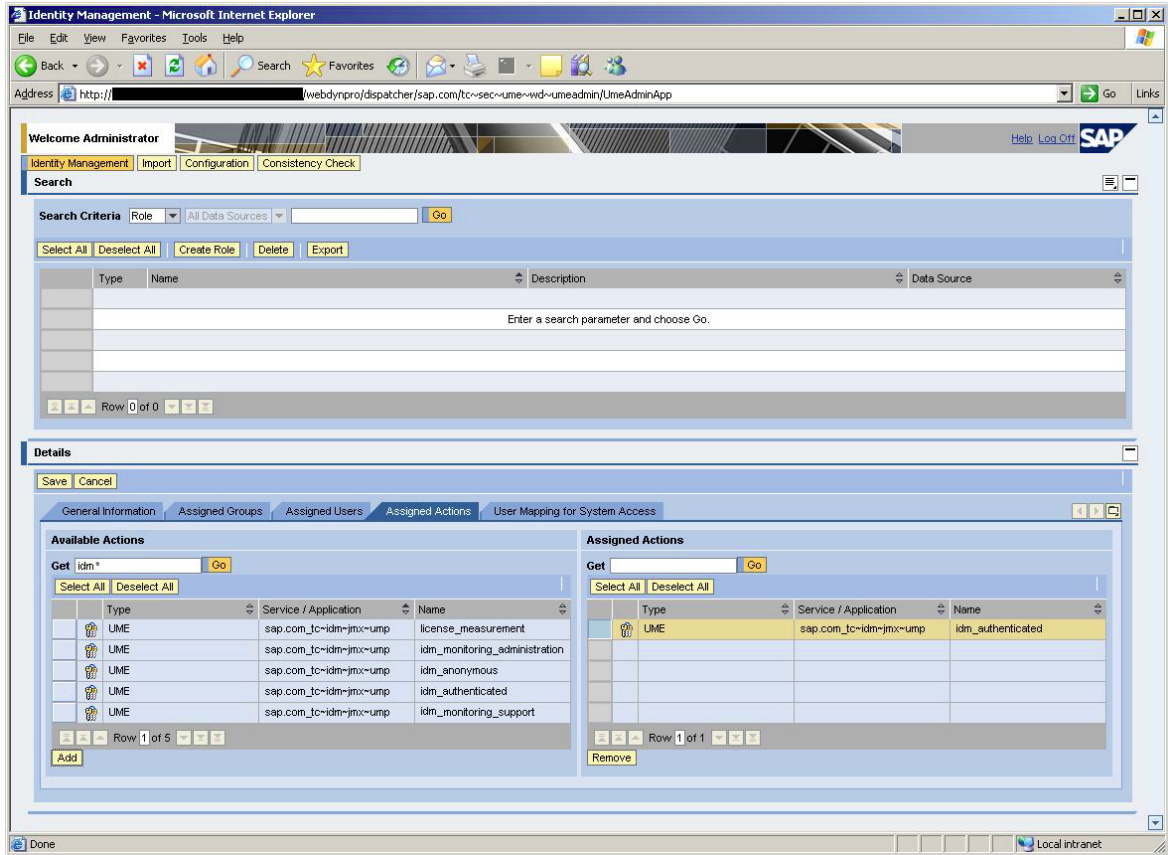 Identity Management - Microsoft Internet Explorer
File Edit View Favorites Tools Help
Back Search Favorites
Address http:// /webdynpro/dispatcher/sap.com/tc~sec~ume~wd~umeadmin/UmeAdminApp Go Links
Welcome Administrator Help Log Off SAP
Identity Management Import Configuration Consistency Check
Search
Search Criteria Role All Data Sources Go
Select All Deselect All Create Role Delete Export
Type Name Description Data Source
Enter a search parameter and choose Go.
Row 0 of 0
Details
Save Cancel
General Information Assigned Groups Assigned Users Assigned Actions User Mapping for System Access
Available Actions Assigned Actions
Get idm* Go Get Go
Select All Deselect All Select All Deselect All
Type Service / Application Name Type Service / Application Name
UME sap.com_tc~idm~jmx~ump license_measurement UME sap.com_tc~idm~jmx~ump idm_authenticated
UME sap.com_tc~idm~jmx~ump idm_monitoring_administration
UME sap.com_tc~idm~jmx~ump idm_anonymous
UME sap.com_tc~idm~jmx~ump idm_authenticated
UME sap.com_tc~idm~jmx~ump idm_monitoring_support
Row 1 of 5 Row 1 of 1
Add Remove
Done Local intranet